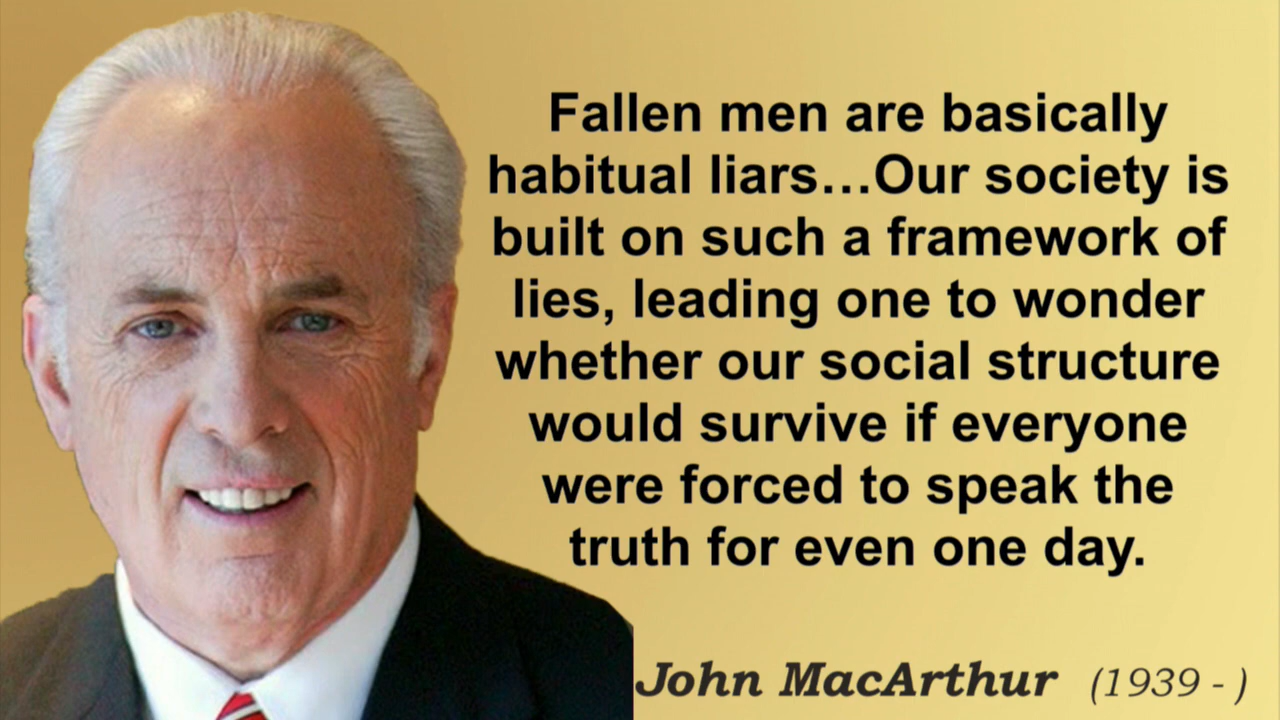 Fallen men are basically
habitual liars…Our society is
built on such a framework of
lies, leading one to wonder
whether our social structure
would survive if everyone
were forced to speak the
truth for even one day.
John MacArthur (1939 - )